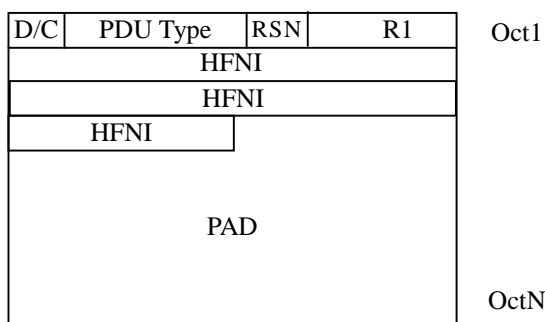 D/C PDU Type RSN R1 Oct1
HFNI
HFNI
HFNI
PAD
OctN